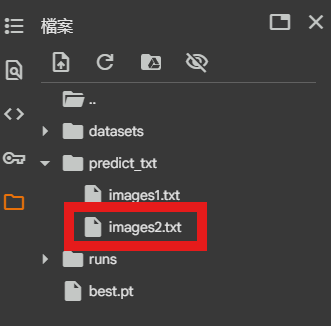 檔案
..
datasets
predict_txt
images1.txt
images2.txt
runs
best.pt